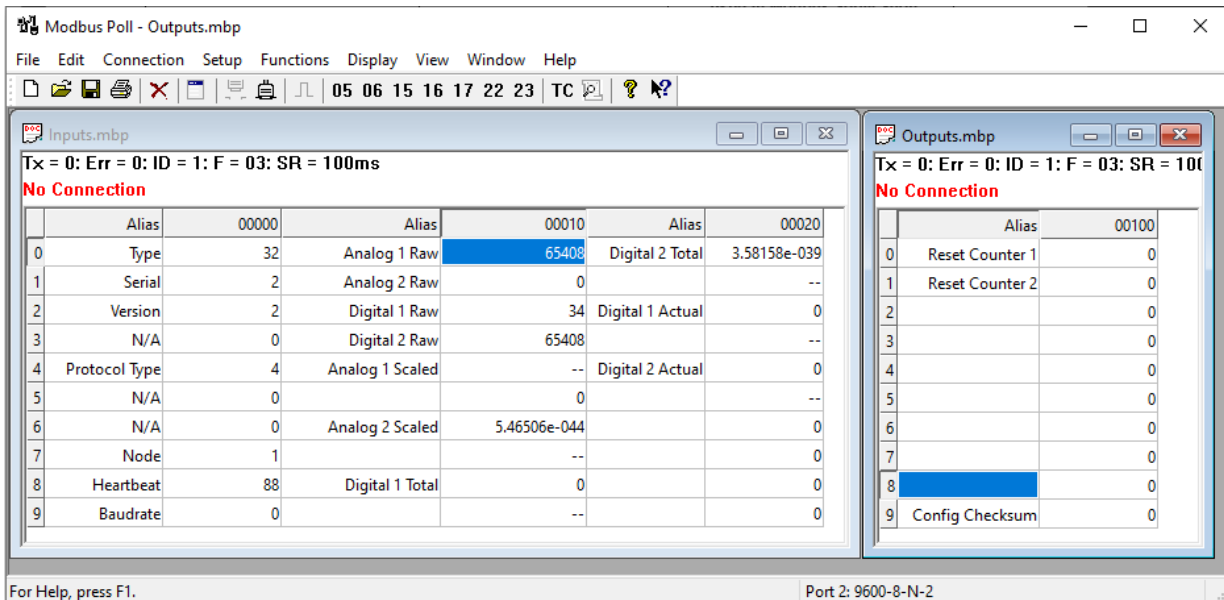 Modbus Poll - Outputs.mbp
File Edit Connection Setup Functions Display View Window Help
05 06 15 16 17 22 23 TC
Inputs.mbp
Tx = 0: Err = 0: ID = 1: F = 03: SR = 100ms
No Connection
Alias 00000 Alias 00010 Alias 00020
0 Type 32 Analog 1 Raw 65408 Digital 2 Total 3.58158e-039
1 Serial 2 Analog 2 Raw 0 --
2 Version 2 Digital 1 Raw 34 Digital 1 Actual 0
3 N/A 0 Digital 2 Raw 65408 --
4 Protocol Type 4 Analog 1 Scaled -- Digital 2 Actual 0
5 N/A 0 0 --
6 N/A 0 Analog 2 Scaled 5.46506e-044 0
7 Node 1 -- 0
8 Heartbeat 88 Digital 1 Total 0 0
9 Baudrate 0 -- 0
Outputs.mbp
Tx = 0: Err = 0: ID = 1: F = 03: SR = 100
No Connection
Alias 00100
0 Reset Counter 1 0
1 Reset Counter 2 0
2 0
3 0
4 0
5 0
6 0
7 0
8 0
9 Config Checksum 0
For Help, press F1.
Port 2: 9600-8-N-2